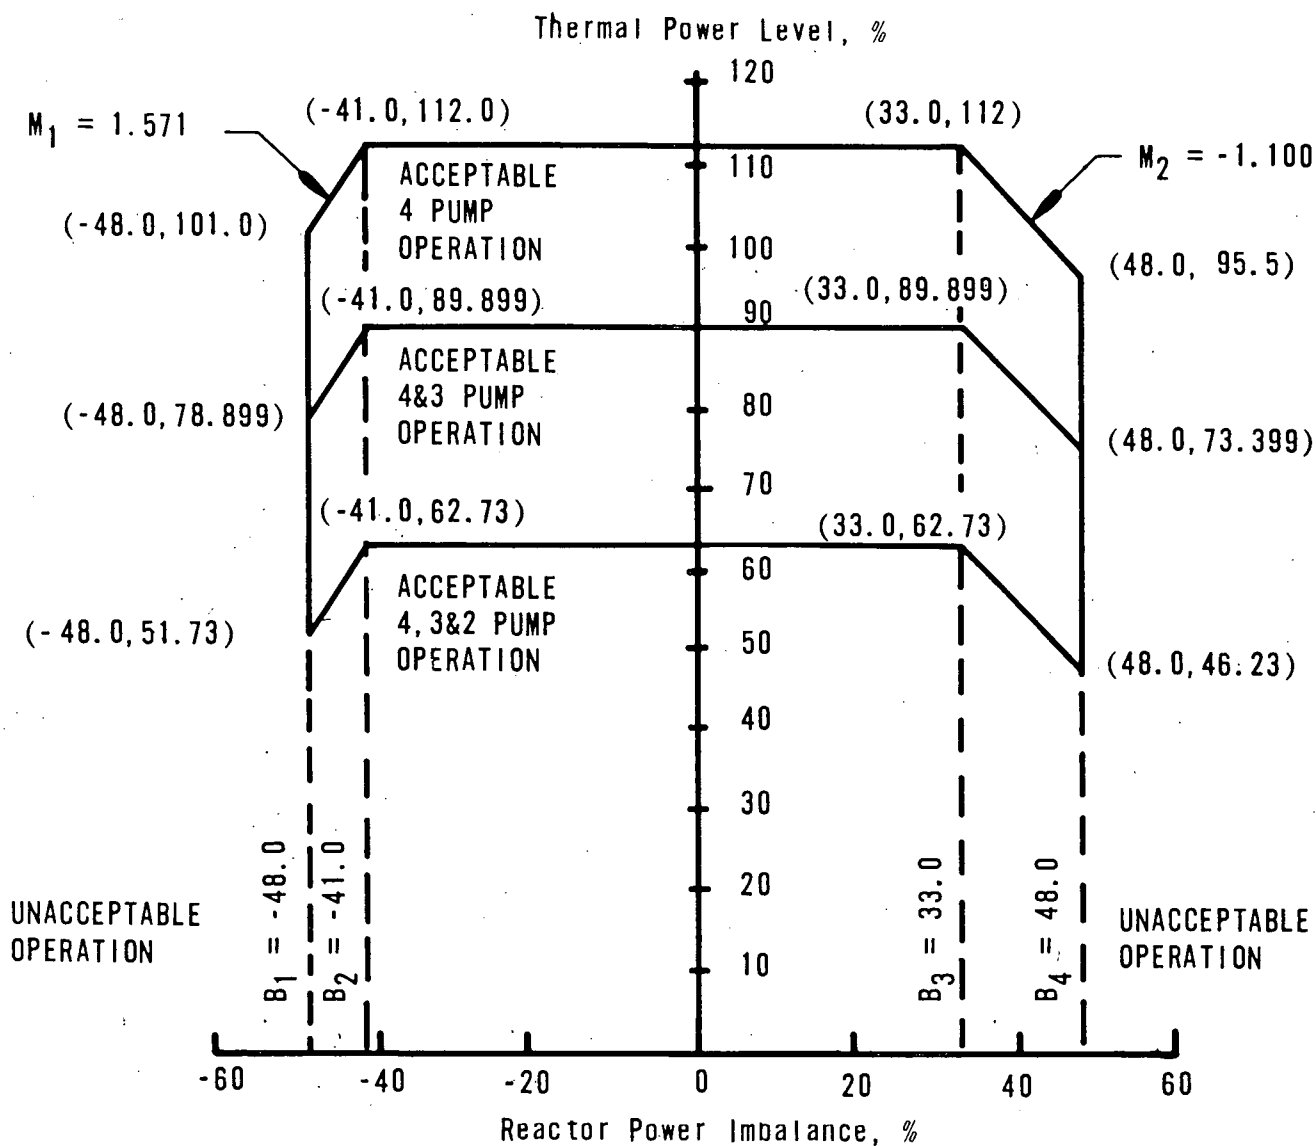 Thermal Power Level, %
120
(-41.0,112.0)
(33.0,112)
M1 = 1.571
M2 = -1.100
110
ACCEPTABLE
4 PUMP
OPERATION
(-48.0,101.0)
100
(48.0, 95.5)
(-41.0,89.899)
(33.0,89.899)
90
ACCEPTABLE
4&3 PUMP
OPERATION
(-48.0,78.899)
80
(48.0,73.399)
70
(-41.0,62.73)
(33.0,62.73)
60
ACCEPTABLE
4,3&2 PUMP
OPERATION
(-48.0,51.73)
50
(48.0,46.23)
40
30
20
10
UNACCEPTABLE
OPERATION
B1 = -48.0
B2 = -41.0
B3 = 33.0
B4 = 48.0
UNACCEPTABLE
OPERATION
-60 -40 -20 0 20 40 60
Reactor Power Imbalance, %